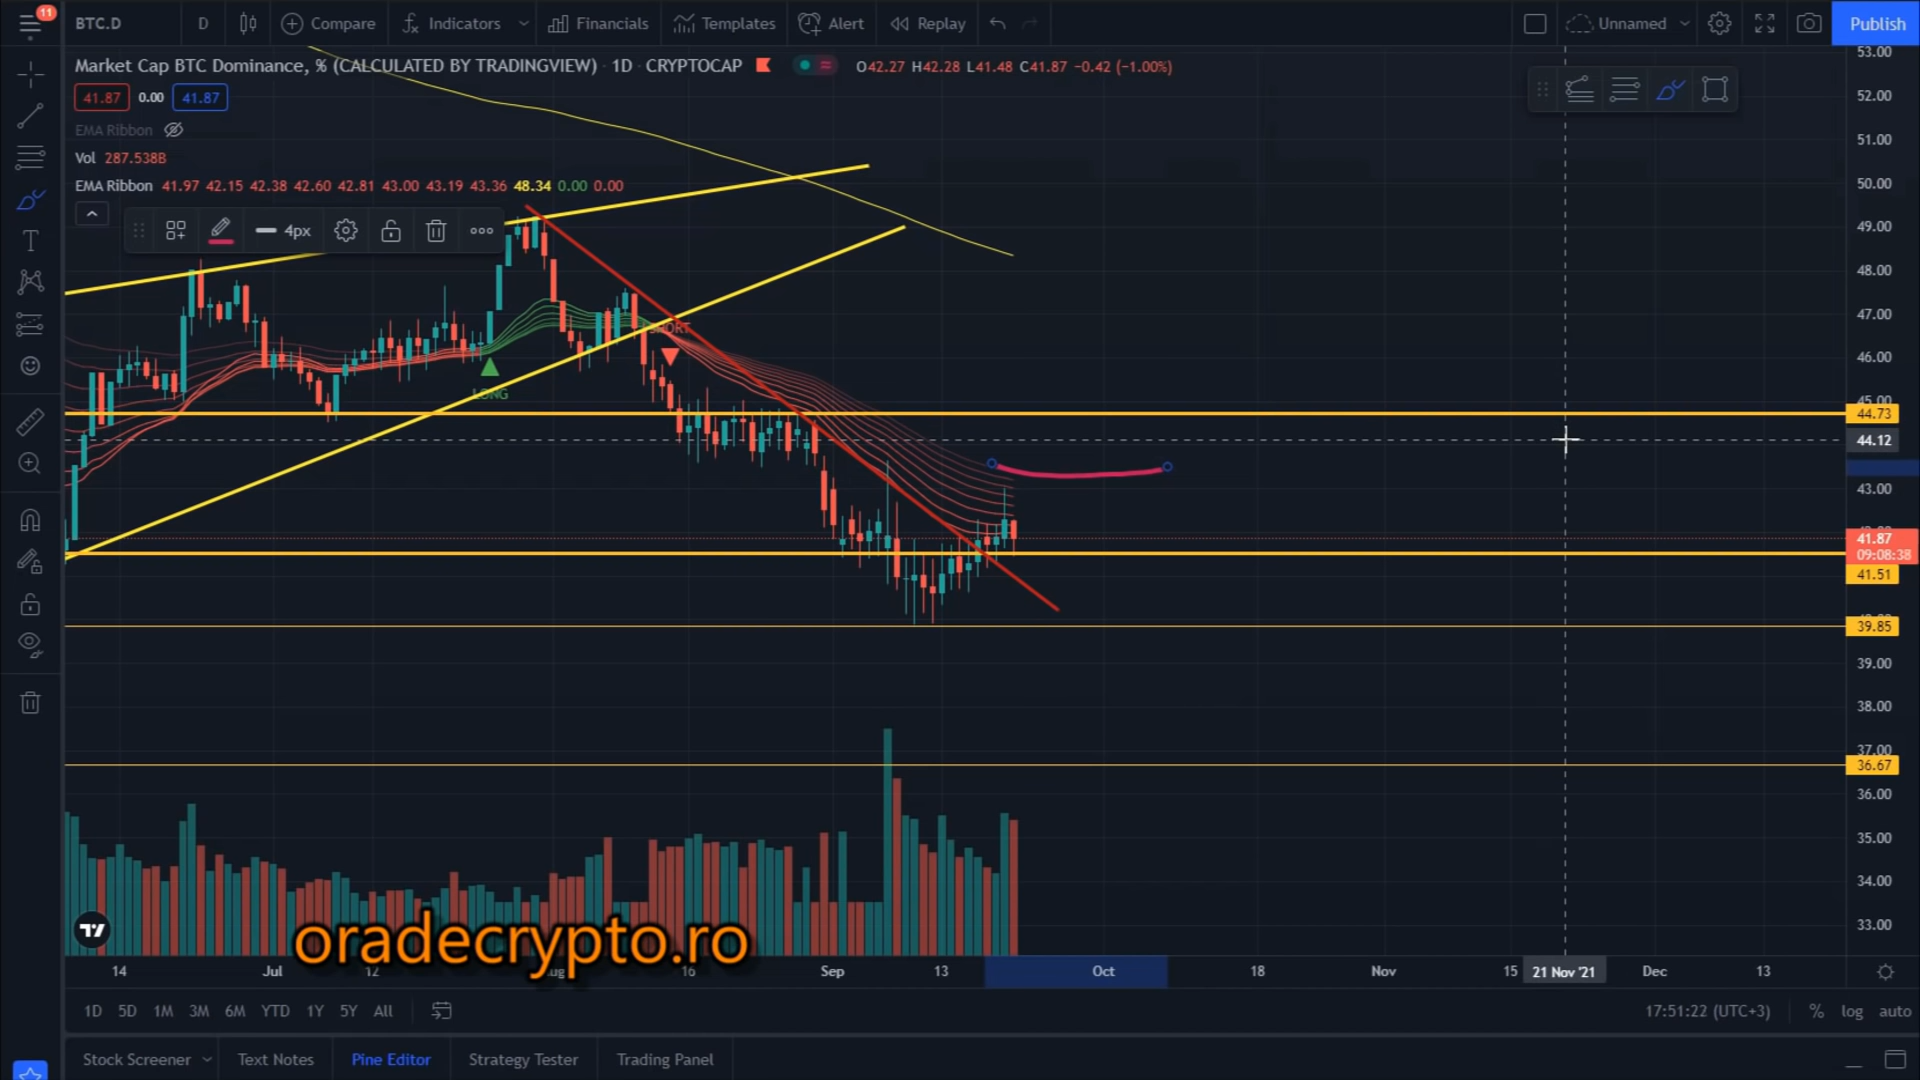 11
BTC.D D Compare Indicators Financials Templates Alert Replay Unnamed Publish
Market Cap BTC Dominance, % (CALCULATED BY TRADINGVIEW) · 1D · CRYPTOCAP O42.27 H42.28 L41.48 C41.87 −0.42 (−1.00%)
41.87 0.00 41.87
EMA Ribbon
Vol 287.538B
EMA Ribbon 41.97 42.15 42.38 42.60 42.81 43.00 43.19 43.36 48.34 0.00 0.00
4px
SHORT
LONG
53.00
52.00
51.00
50.00
49.00
48.00
47.00
46.00
45.00
44.73
44.12
43.00
41.87
09:08:38
41.51
39.85
39.00
38.00
37.00
36.67
36.00
35.00
34.00
33.00
oradecrypto.ro
14 Jul 12 Aug 16 Sep 13 Oct 18 Nov 15 21 Nov '21 Dec 13
1D 5D 1M 3M 6M YTD 1Y 5Y All 17:51:22 (UTC+3) % log auto
Stock Screener Text Notes Pine Editor Strategy Tester Trading Panel